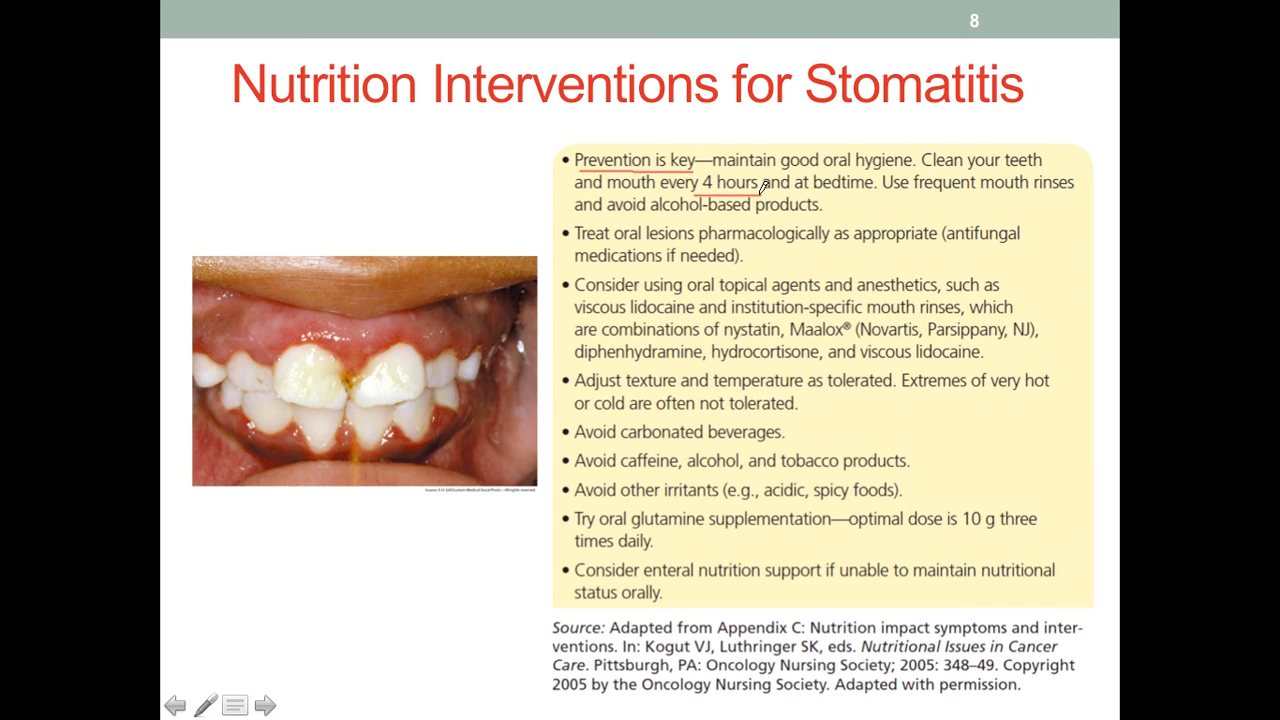 8
Nutrition Interventions for Stomatitis
• Prevention is key—maintain good oral hygiene. Clean your teeth
and mouth every 4 hours and at bedtime. Use frequent mouth rinses
and avoid alcohol-based products.
• Treat oral lesions pharmacologically as appropriate (antifungal
medications if needed).
• Consider using oral topical agents and anesthetics, such as
viscous lidocaine and institution-specific mouth rinses, which
are combinations of nystatin, Maalox® (Novartis, Parsippany, NJ),
diphenhydramine, hydrocortisone, and viscous lidocaine.
• Adjust texture and temperature as tolerated. Extremes of very hot
or cold are often not tolerated.
• Avoid carbonated beverages.
• Avoid caffeine, alcohol, and tobacco products.
• Avoid other irritants (e.g., acidic, spicy foods).
• Try oral glutamine supplementation—optimal dose is 10 g three
times daily.
• Consider enteral nutrition support if unable to maintain nutritional
status orally.
Source: Adapted from Appendix C: Nutrition impact symptoms and inter-
ventions. In: Kogut VJ, Luthringer SK, eds. Nutritional Issues in Cancer
Care. Pittsburgh, PA: Oncology Nursing Society; 2005: 348–49. Copyright
2005 by the Oncology Nursing Society. Adapted with permission.